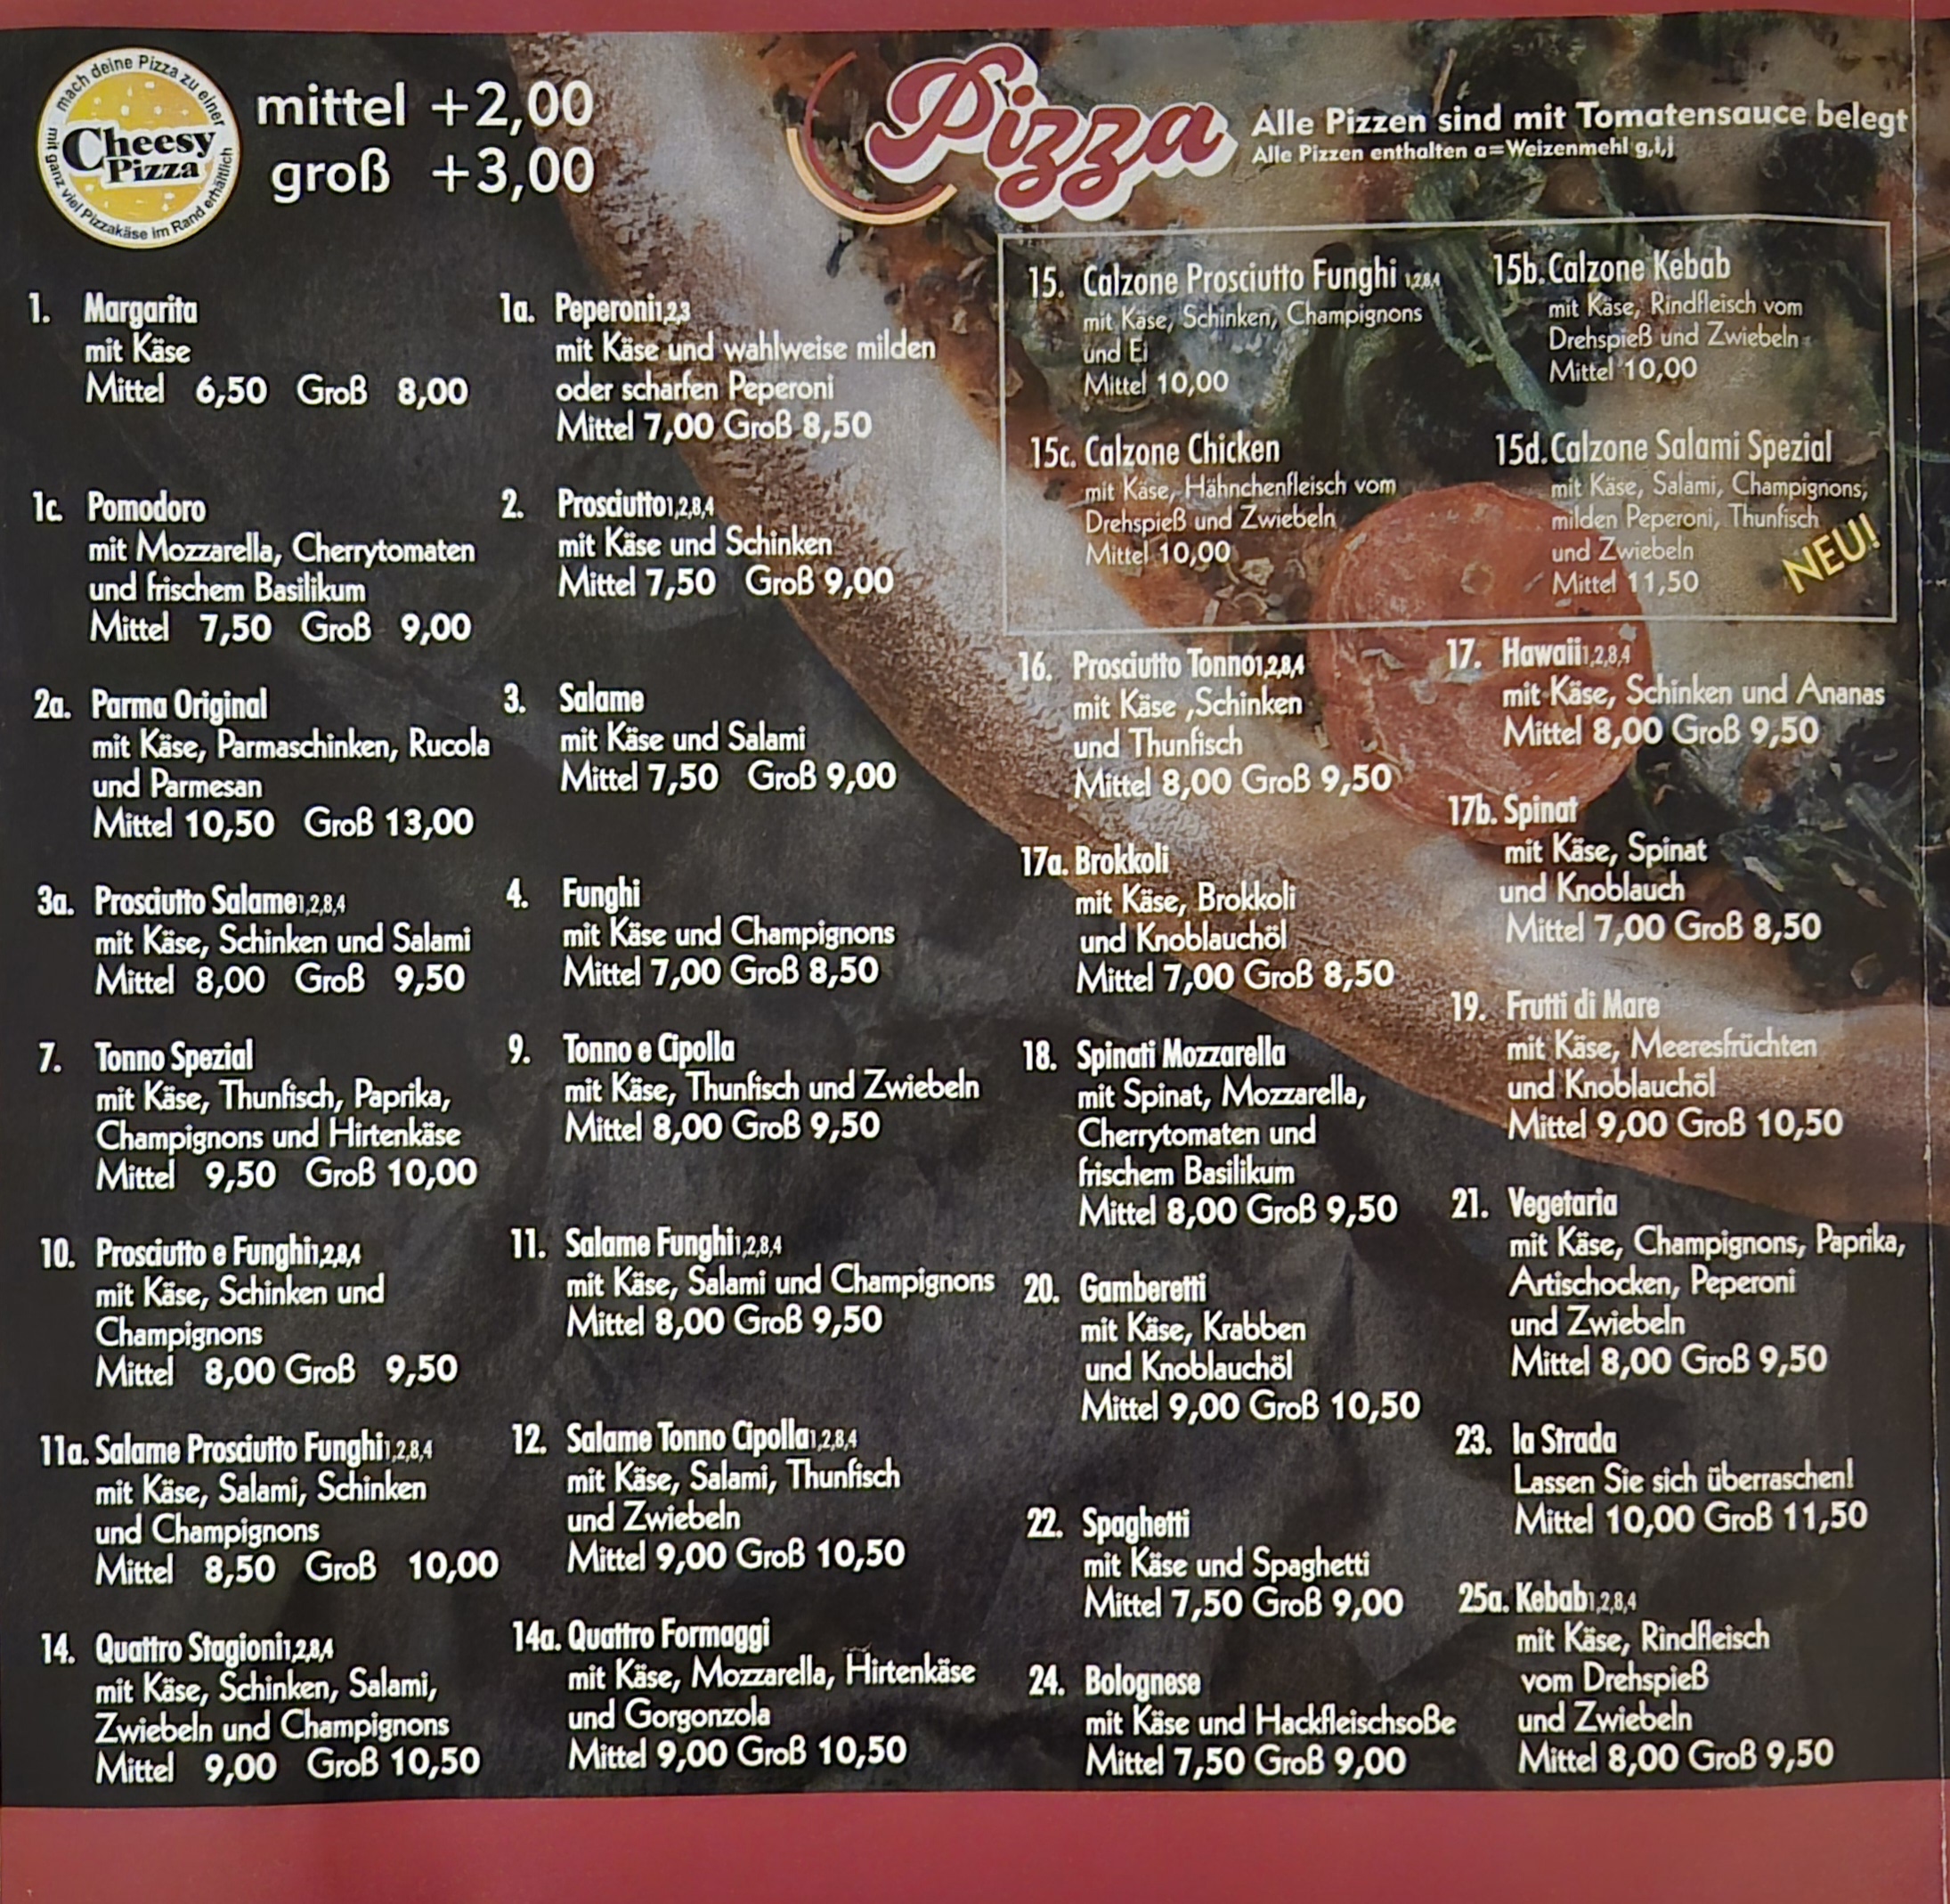 mach deine Pizza zu einer
Cheesy
Pizza
mit ganz viel Pizzakäse im Rand erhältlich
mittel +2,00
groß +3,00
Pizza
Alle Pizzen sind mit Tomatensauce belegt
Alle Pizzen enthalten a=Weizenmehl g,i,j
1. Margarita
mit Käse
Mittel 6,50 Groß 8,00
1a. Peperoni1,2,3
mit Käse und wahlweise milden
oder scharfen Peperoni
Mittel 7,00 Groß 8,50
1c. Pomodoro
mit Mozzarella, Cherrytomaten
und frischem Basilikum
Mittel 7,50 Groß 9,00
2. Prosciutto1,2,8,4
mit Käse und Schinken
Mittel 7,50 Groß 9,00
2a. Parma Original
mit Käse, Parmaschinken, Rucola
und Parmesan
Mittel 10,50 Groß 13,00
3. Salame
mit Käse und Salami
Mittel 7,50 Groß 9,00
3a. Prosciutto Salame1,2,8,4
mit Käse, Schinken und Salami
Mittel 8,00 Groß 9,50
4. Funghi
mit Käse und Champignons
Mittel 7,00 Groß 8,50
7. Tonno Spezial
mit Käse, Thunfisch, Paprika,
Champignons und Hirtenkäse
Mittel 9,50 Groß 10,00
9. Tonno e Cipolla
mit Käse, Thunfisch und Zwiebeln
Mittel 8,00 Groß 9,50
10. Prosciutto e Funghi1,2,8,4
mit Käse, Schinken und
Champignons
Mittel 8,00 Groß 9,50
11. Salame Funghi1,2,8,4
mit Käse, Salami und Champignons
Mittel 8,00 Groß 9,50
11a. Salame Prosciutto Funghi1,2,8,4
mit Käse, Salami, Schinken
und Champignons
Mittel 8,50 Groß 10,00
12. Salame Tonno Cipolla1,2,8,4
mit Käse, Salami, Thunfisch
und Zwiebeln
Mittel 9,00 Groß 10,50
14. Quattro Stagioni1,2,8,4
mit Käse, Schinken, Salami,
Zwiebeln und Champignons
Mittel 9,00 Groß 10,50
14a. Quattro Formaggi
mit Käse, Mozzarella, Hirtenkäse
und Gorgonzola
Mittel 9,00 Groß 10,50
15. Calzone Prosciutto Funghi 1,2,8,4
mit Käse, Schinken, Champignons
und Ei
Mittel 10,00
15b. Calzone Kebab
mit Käse, Rindfleisch vom
Drehspieß und Zwiebeln
Mittel 10,00
15c. Calzone Chicken
mit Käse, Hähnchenfleisch vom
Drehspieß und Zwiebeln
Mittel 10,00
15d. Calzone Salami Spezial
mit Käse, Salami, Champignons,
milden Peperoni, Thunfisch
und Zwiebeln
Mittel 11,50
NEU!
16. Prosciutto Tonno1,2,8,4
mit Käse ,Schinken
und Thunfisch
Mittel 8,00 Groß 9,50
17. Hawaii1,2,8,4
mit Käse, Schinken und Ananas
Mittel 8,00 Groß 9,50
17a. Brokkoli
mit Käse, Brokkoli
und Knoblauchöl
Mittel 7,00 Groß 8,50
17b. Spinat
mit Käse, Spinat
und Knoblauch
Mittel 7,00 Groß 8,50
18. Spinati Mozzarella
mit Spinat, Mozzarella,
Cherrytomaten und
frischem Basilikum
Mittel 8,00 Groß 9,50
19. Frutti di Mare
mit Käse, Meeresfrüchten
und Knoblauchöl
Mittel 9,00 Groß 10,50
20. Gamberetti
mit Käse, Krabben
und Knoblauchöl
Mittel 9,00 Groß 10,50
21. Vegetaria
mit Käse, Champignons, Paprika,
Artischocken, Peperoni
und Zwiebeln
Mittel 8,00 Groß 9,50
22. Spaghetti
mit Käse und Spaghetti
Mittel 7,50 Groß 9,00
23. la Strada
Lassen Sie sich überraschen!
Mittel 10,00 Groß 11,50
24. Bolognese
mit Käse und Hackfleischsoße
Mittel 7,50 Groß 9,00
25a. Kebab1,2,8,4
mit Käse, Rindfleisch
vom Drehspieß
und Zwiebeln
Mittel 8,00 Groß 9,50